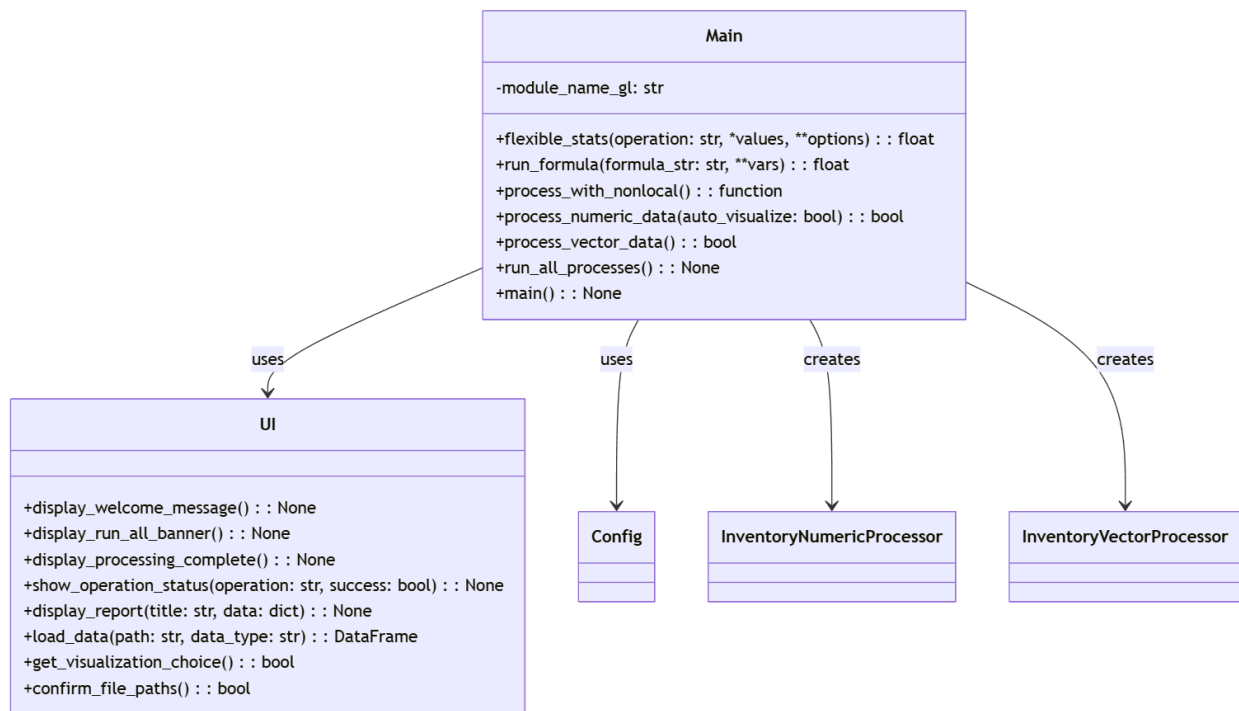 Main
-module_name_gl: str
+flexible_stats(operation: str, *values, **options) : : float
+run_formula(formula_str: str, **vars) : : float
+process_with_nonlocal() : : function
+process_numeric_data(auto_visualize: bool) : : bool
+process_vector_data() : : bool
+run_all_processes() : : None
+main() : : None
uses
uses
creates
creates
UI
+display_welcome_message() : : None
+display_run_all_banner() : : None
+display_processing_complete() : : None
+show_operation_status(operation: str, success: bool) : : None
+display_report(title: str, data: dict) : : None
+load_data(path: str, data_type: str) : : DataFrame
+get_visualization_choice() : : bool
+confirm_file_paths() : : bool
Config
InventoryNumericProcessor
InventoryVectorProcessor